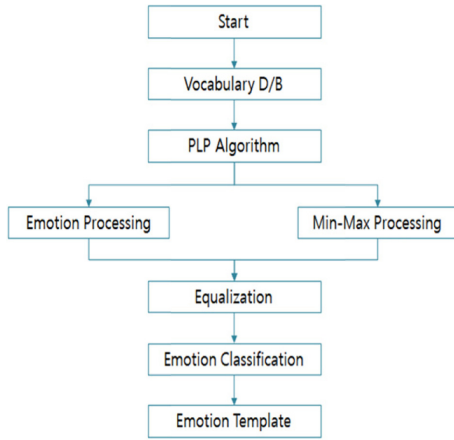 Start
Vocabulary D/B
PLP Algorithm
Emotion Processing
Min-Max Processing
Equalization
Emotion Classification
Emotion Template